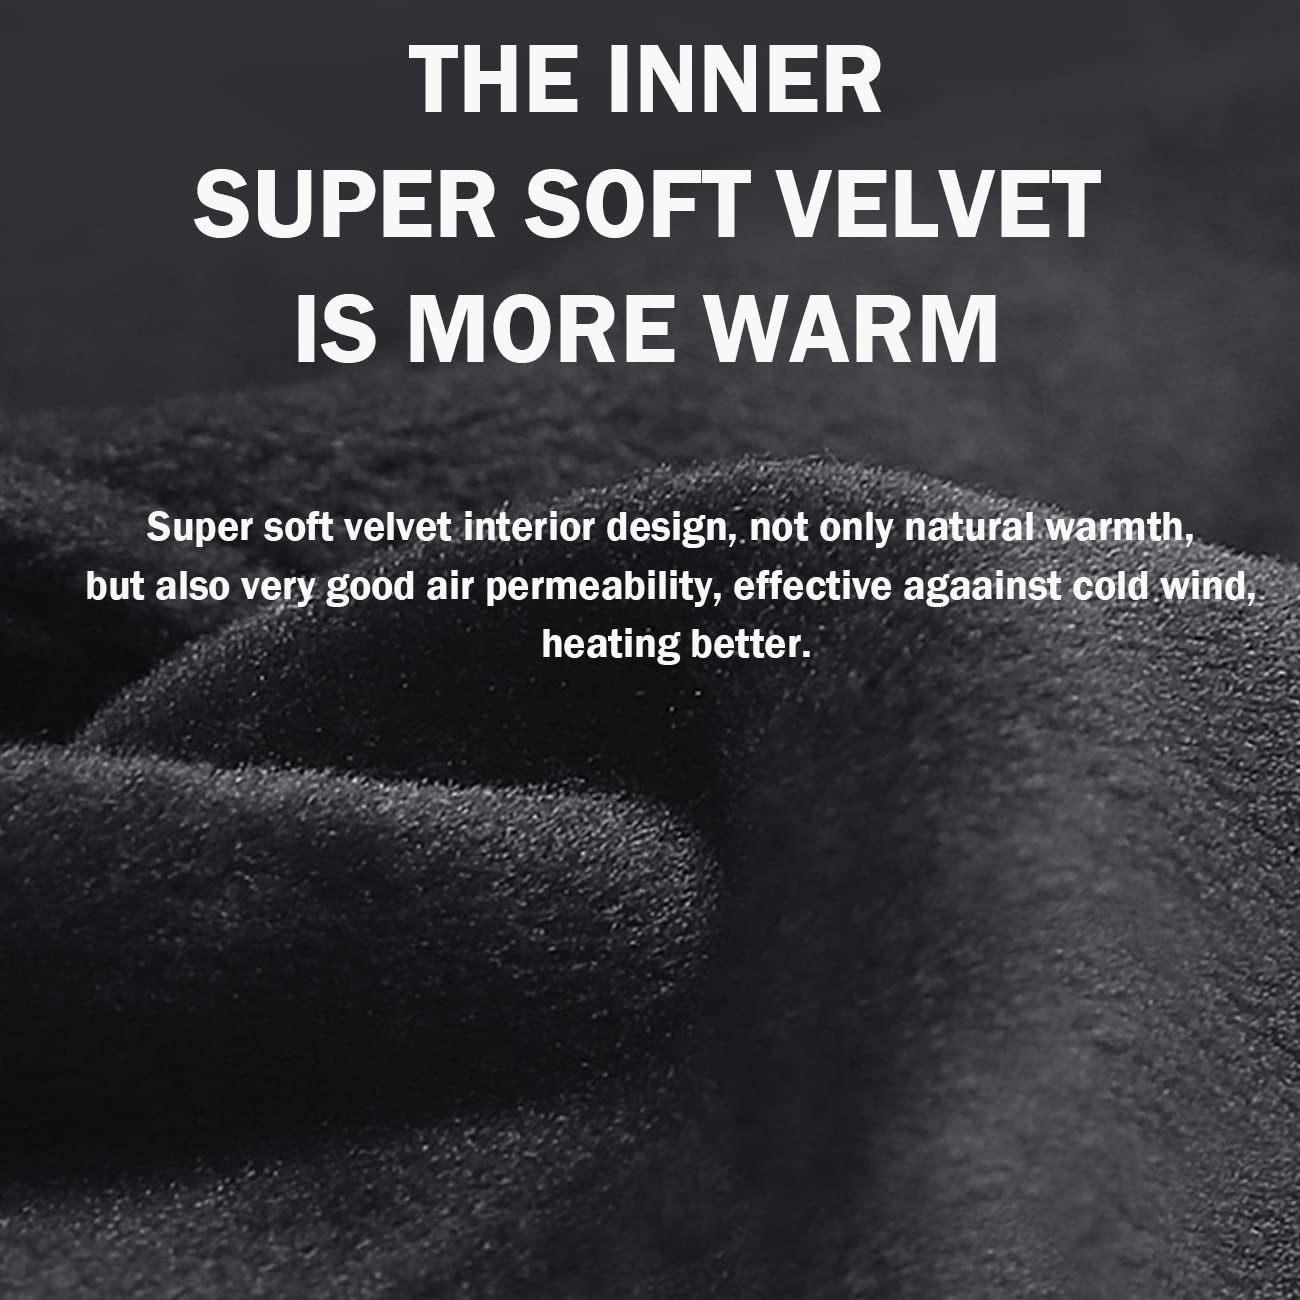 THE INNER
SUPER SOFT VELVET
IS MORE WARM
Super soft velvet interior design, not only natural warmth,
but also very good air permeability, effective agaainst cold wind,
heating better.